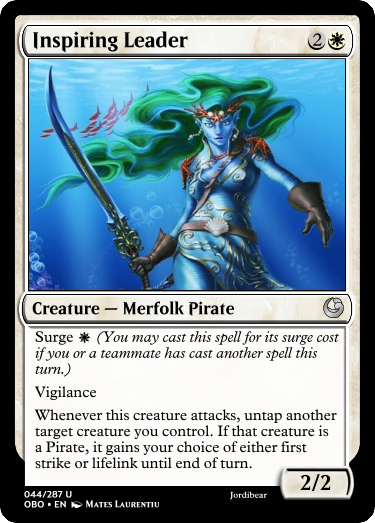 Inspiring Leader 2
Creature — Merfolk Pirate
Surge (You may cast this spell for its surge cost
if you or a teammate has cast another spell this
turn.)
Vigilance
Whenever this creature attacks, untap another
target creature you control. If that creature is
a Pirate, it gains your choice of either first
strike or lifelink until end of turn.
2/2
044/287 U
OBO • EN Mates Laurentiu
Jordibear